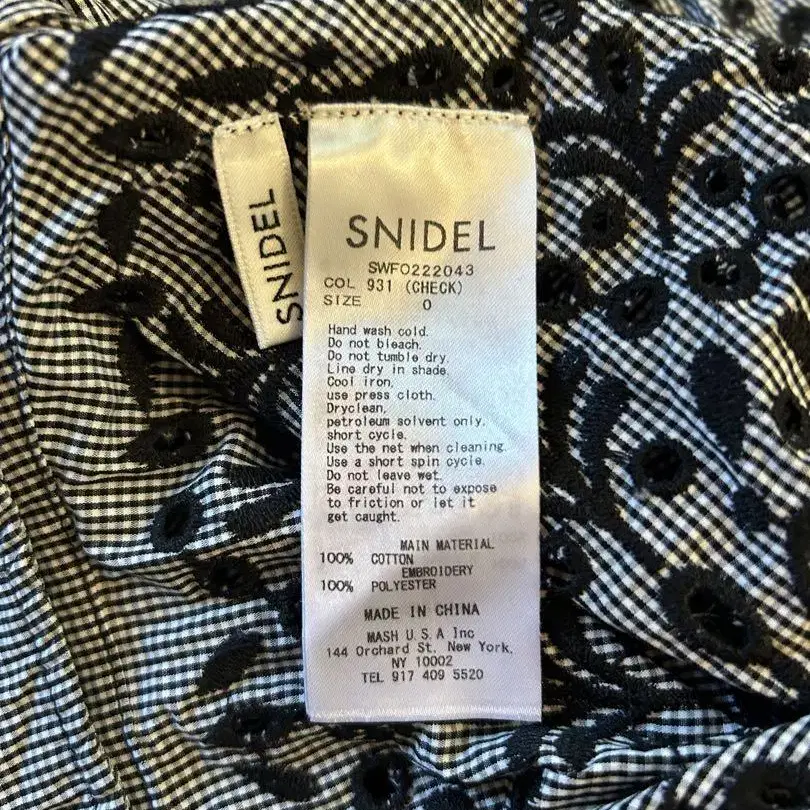 SNIDEL
SNIDEL
SWFO222043
COL 931 (CHECK)
SIZE 0
Hand wash cold.
Do not bleach.
Do not tumble dry.
Line dry in shade.
Cool iron.
use press cloth.
Dryclean,
petroleum solvent only.
short cycle.
Use the net when cleaning.
Use a short spin cycle.
Do not leave wet.
Be careful not to expose
to friction or let it
get caught.
MAIN MATERIAL
100% COTTON
EMBROIDERY
100% POLYESTER
MADE IN CHINA
MASH U.S.A Inc
144 Orchard St. New York.
NY 10002
TEL 917 409 5520